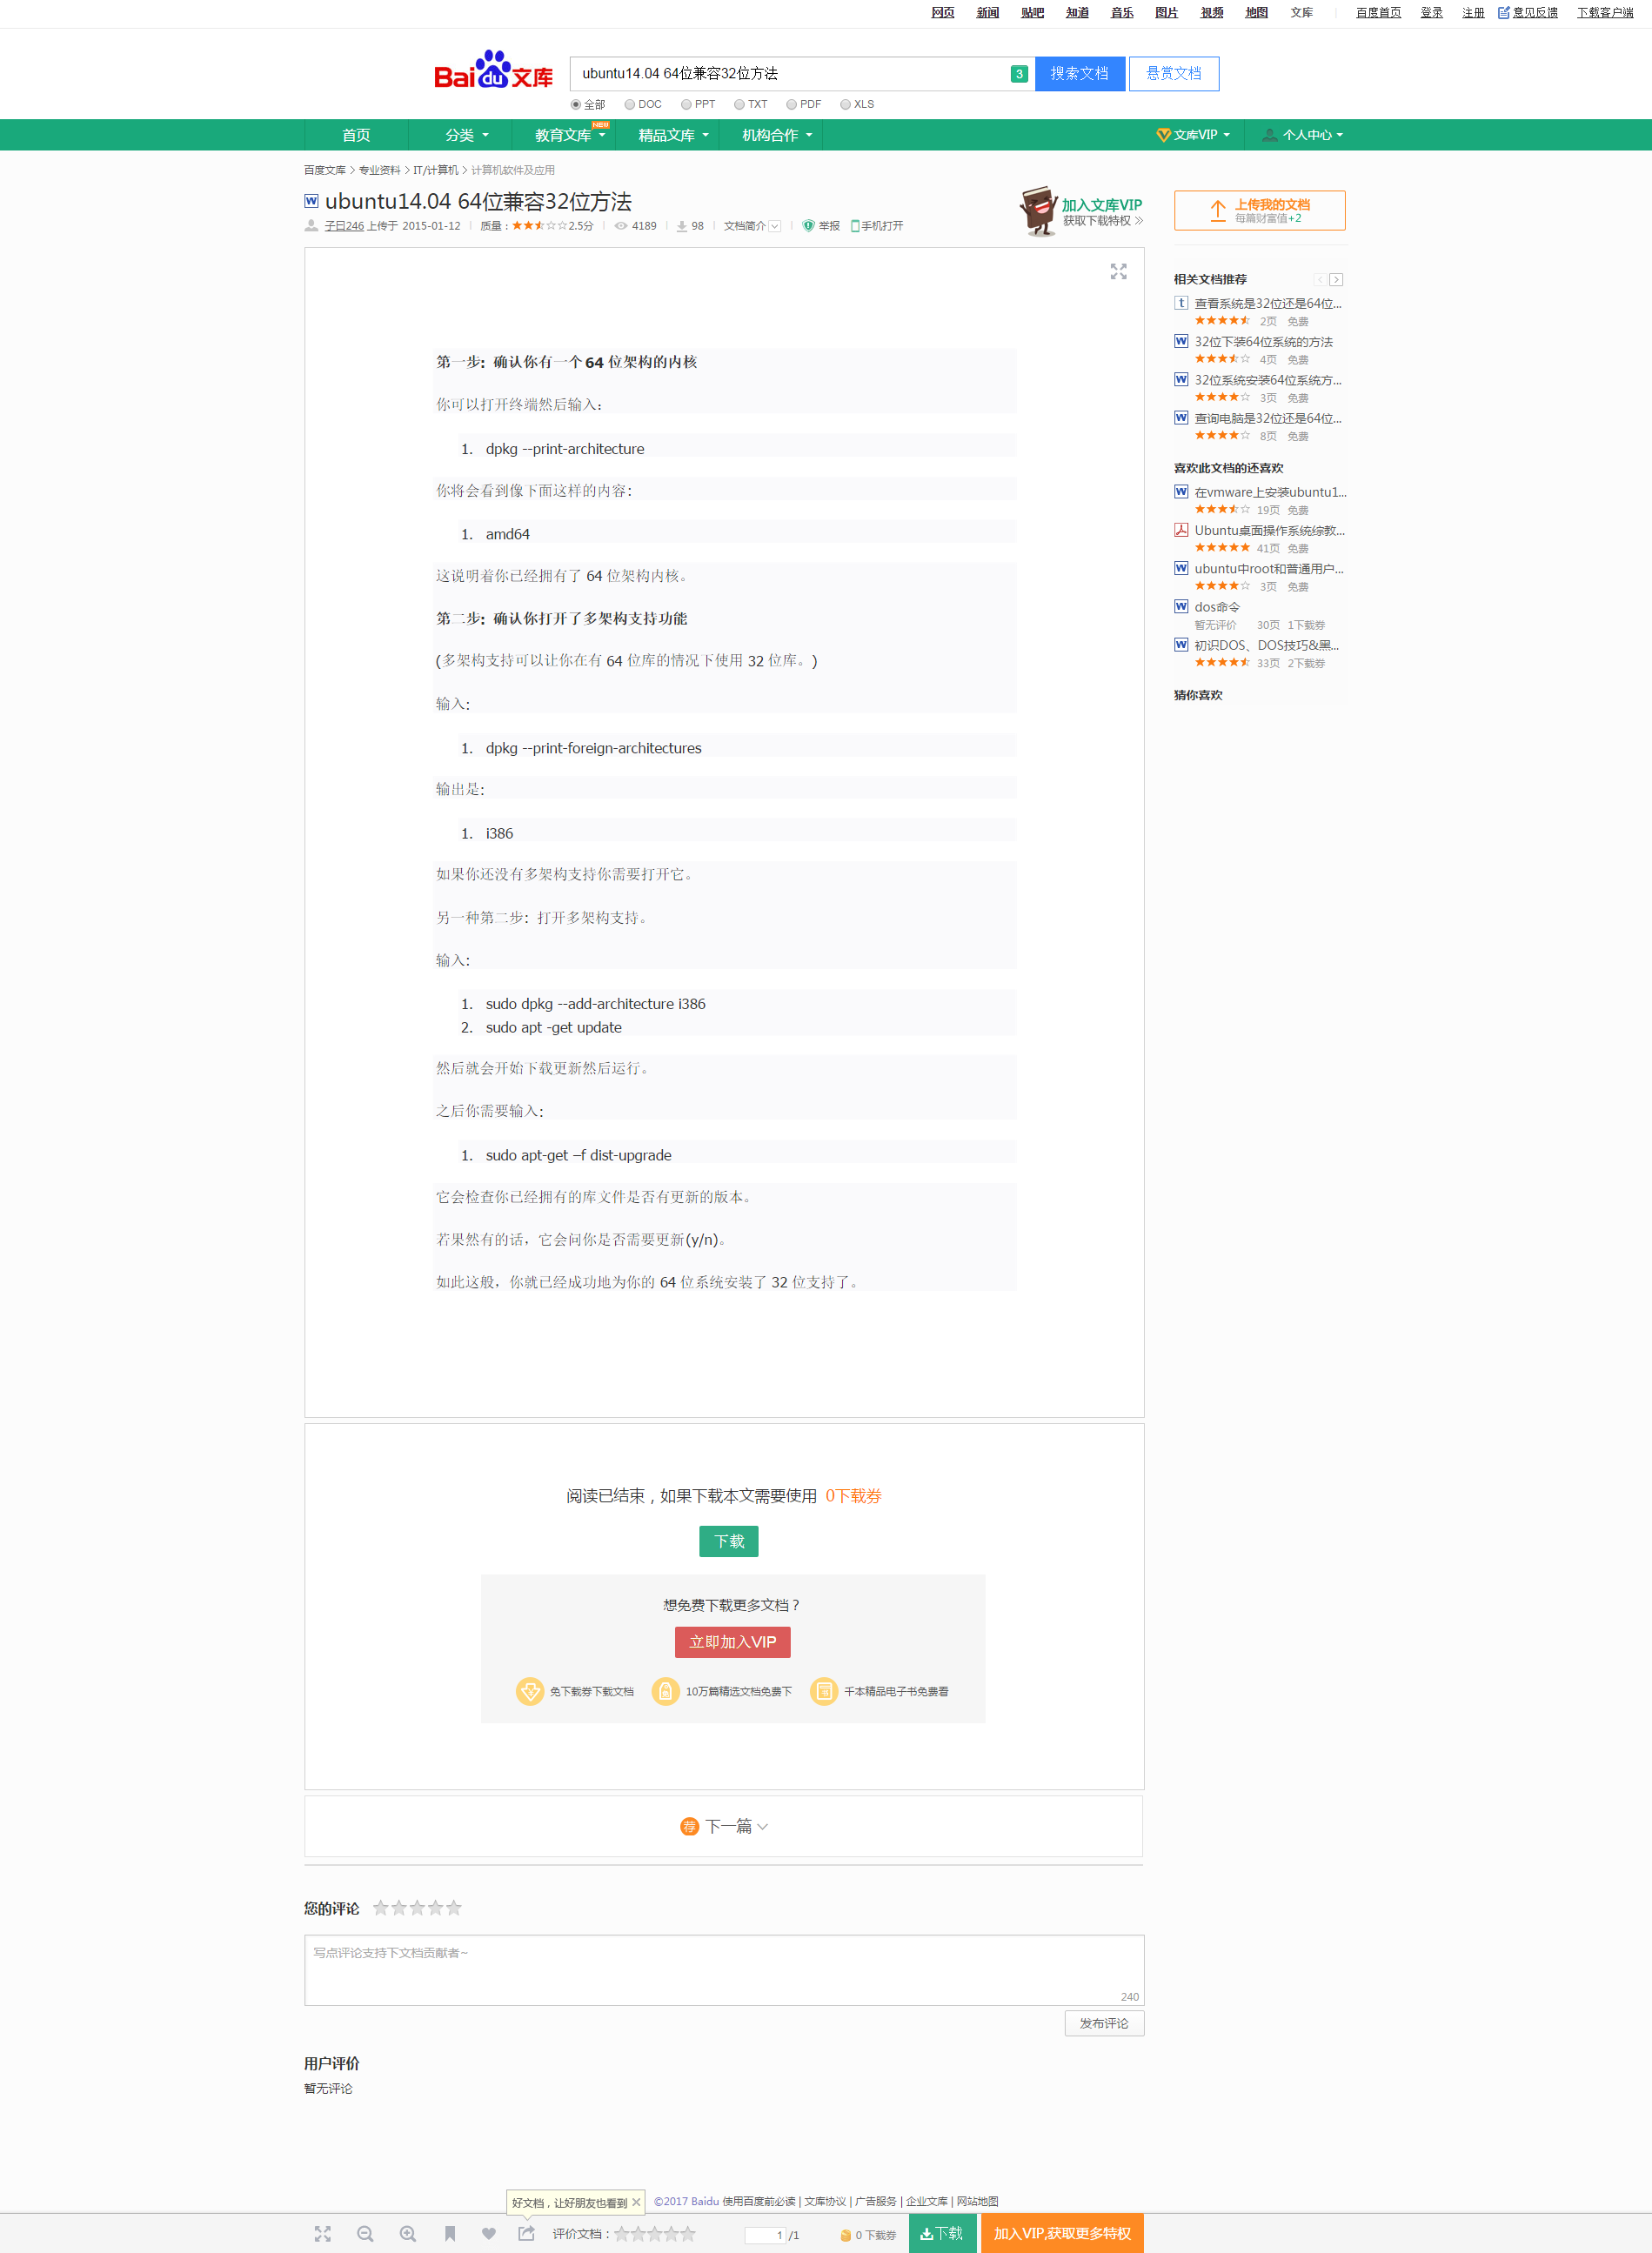 网页 新闻 贴吧 知道 音乐 图片 视频 地图 文库 百度首页 登录 注册 意见反馈 下载客户端
Baidu文库
ubuntu14.04 64位兼容32位方法 3 搜索文档 悬赏文档
全部 DOC PPT TXT PDF XLS
首页 分类 教育文库 NEW 精品文库 机构合作 文库VIP 个人中心
百度文库 > 专业资料 > IT/计算机 > 计算机软件及应用
ubuntu14.04 64位兼容32位方法
子曰246 上传于 2015-01-12 质量：2.5分 4189 98 文档简介 举报 手机打开
加入文库VIP
获取下载特权
上传我的文档
每篇财富值+2
第一步：确认你有一个 64 位架构的内核
你可以打开终端然后输入：
1. dpkg --print-architecture
你将会看到像下面这样的内容：
1. amd64
这说明着你已经拥有了 64 位架构内核。
第二步：确认你打开了多架构支持功能
(多架构支持可以让你在有 64 位库的情况下使用 32 位库。)
输入：
1. dpkg --print-foreign-architectures
输出是：
1. i386
如果你还没有多架构支持你需要打开它。
另一种第二步：打开多架构支持。
输入：
1. sudo dpkg --add-architecture i386
2. sudo apt -get update
然后就会开始下载更新然后运行。
之后你需要输入：
1. sudo apt-get –f dist-upgrade
它会检查你已经拥有的库文件是否有更新的版本。
若果然有的话，它会问你是否需要更新(y/n)。
如此这般，你就已经成功地为你的 64 位系统安装了 32 位支持了。
相关文档推荐
查看系统是32位还是64位...
2页 免费
32位下装64位系统的方法
4页 免费
32位系统安装64位系统方...
3页 免费
查询电脑是32位还是64位...
8页 免费
喜欢此文档的还喜欢
在vmware上安装ubuntu1...
19页 免费
Ubuntu桌面操作系统综教...
41页 免费
ubuntu中root和普通用户...
3页 免费
dos命令
暂无评价 30页 1下载券
初识DOS、DOS技巧&黑...
33页 2下载券
猜你喜欢
阅读已结束，如果下载本文需要使用 0下载券
下载
想免费下载更多文档？
立即加入VIP
免下载券下载文档 10万篇精选文档免费下 千本精品电子书免费看
荐 下一篇
您的评论
写点评论支持下文档贡献者~
240
发布评论
用户评价
暂无评论
好文档，让好朋友也看到
©2017 Baidu 使用百度前必读 | 文库协议 | 广告服务 | 企业文库 | 网站地图
评价文档： 1 /1 0 下载券 下载 加入VIP,获取更多特权